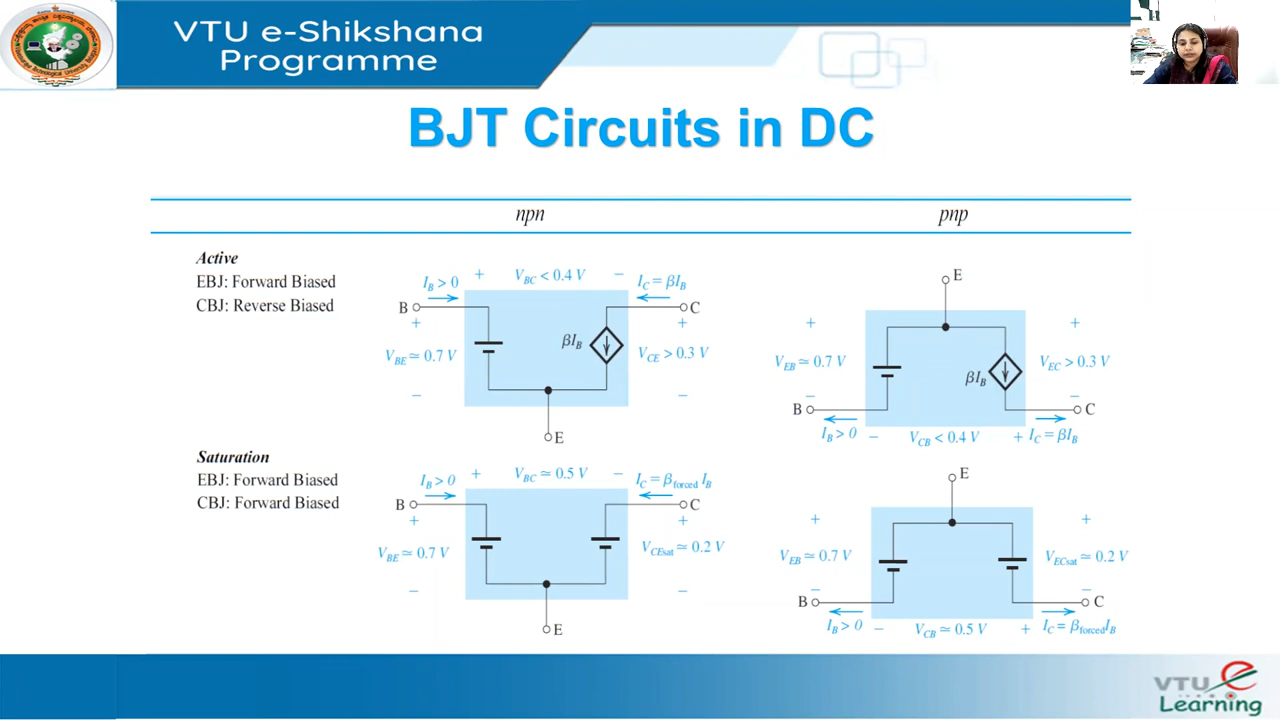 VTU e-Shikshana
Programme
BJT Circuits in DC
npn
pnp
Active
EBJ: Forward Biased
CBJ: Reverse Biased
I_B > 0
+ V_BC < 0.4 V −
I_C = βI_B
B
C
+
+
V_BE ≃ 0.7 V
βI_B
V_CE > 0.3 V
−
−
E
E
+
+
V_EB ≃ 0.7 V
βI_B
V_EC > 0.3 V
−
−
B
C
I_B > 0
− V_CB < 0.4 V +
I_C = βI_B
Saturation
EBJ: Forward Biased
CBJ: Forward Biased
I_B > 0
+ V_BC ≃ 0.5 V −
I_C = β_forced I_B
B
C
+
+
V_BE ≃ 0.7 V
V_CEsat ≃ 0.2 V
−
−
E
E
+
+
V_EB ≃ 0.7 V
V_ECsat ≃ 0.2 V
−
−
B
C
I_B > 0
− V_CB ≃ 0.5 V +
I_C = β_forced I_B
VTU e
Learning